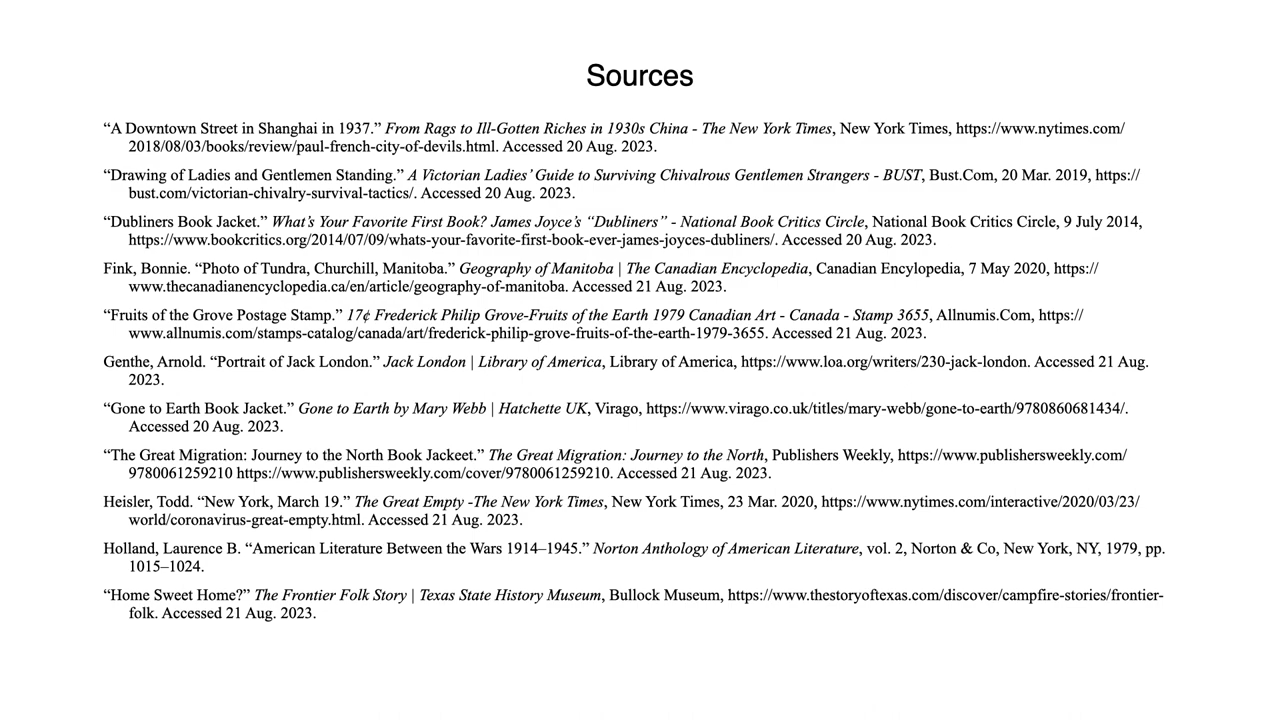 Sources
“A Downtown Street in Shanghai in 1937.” From Rags to Ill-Gotten Riches in 1930s China - The New York Times, New York Times, https://www.nytimes.com/
2018/08/03/books/review/paul-french-city-of-devils.html. Accessed 20 Aug. 2023.
“Drawing of Ladies and Gentlemen Standing.” A Victorian Ladies’ Guide to Surviving Chivalrous Gentlemen Strangers - BUST, Bust.Com, 20 Mar. 2019, https://
bust.com/victorian-chivalry-survival-tactics/. Accessed 20 Aug. 2023.
“Dubliners Book Jacket.” What’s Your Favorite First Book? James Joyce’s “Dubliners” - National Book Critics Circle, National Book Critics Circle, 9 July 2014,
https://www.bookcritics.org/2014/07/09/whats-your-favorite-first-book-ever-james-joyces-dubliners/. Accessed 20 Aug. 2023.
Fink, Bonnie. “Photo of Tundra, Churchill, Manitoba.” Geography of Manitoba | The Canadian Encyclopedia, Canadian Encylopedia, 7 May 2020, https://
www.thecanadianencyclopedia.ca/en/article/geography-of-manitoba. Accessed 21 Aug. 2023.
“Fruits of the Grove Postage Stamp.” 17¢ Frederick Philip Grove-Fruits of the Earth 1979 Canadian Art - Canada - Stamp 3655, Allnumis.Com, https://
www.allnumis.com/stamps-catalog/canada/art/frederick-philip-grove-fruits-of-the-earth-1979-3655. Accessed 21 Aug. 2023.
Genthe, Arnold. “Portrait of Jack London.” Jack London | Library of America, Library of America, https://www.loa.org/writers/230-jack-london. Accessed 21 Aug.
2023.
“Gone to Earth Book Jacket.” Gone to Earth by Mary Webb | Hatchette UK, Virago, https://www.virago.co.uk/titles/mary-webb/gone-to-earth/9780860681434/.
Accessed 20 Aug. 2023.
“The Great Migration: Journey to the North Book Jackeet.” The Great Migration: Journey to the North, Publishers Weekly, https://www.publishersweekly.com/
9780061259210 https://www.publishersweekly.com/cover/9780061259210. Accessed 21 Aug. 2023.
Heisler, Todd. “New York, March 19.” The Great Empty -The New York Times, New York Times, 23 Mar. 2020, https://www.nytimes.com/interactive/2020/03/23/
world/coronavirus-great-empty.html. Accessed 21 Aug. 2023.
Holland, Laurence B. “American Literature Between the Wars 1914–1945.” Norton Anthology of American Literature, vol. 2, Norton & Co, New York, NY, 1979, pp.
1015–1024.
“Home Sweet Home?” The Frontier Folk Story | Texas State History Museum, Bullock Museum, https://www.thestoryoftexas.com/discover/campfire-stories/frontier-
folk. Accessed 21 Aug. 2023.